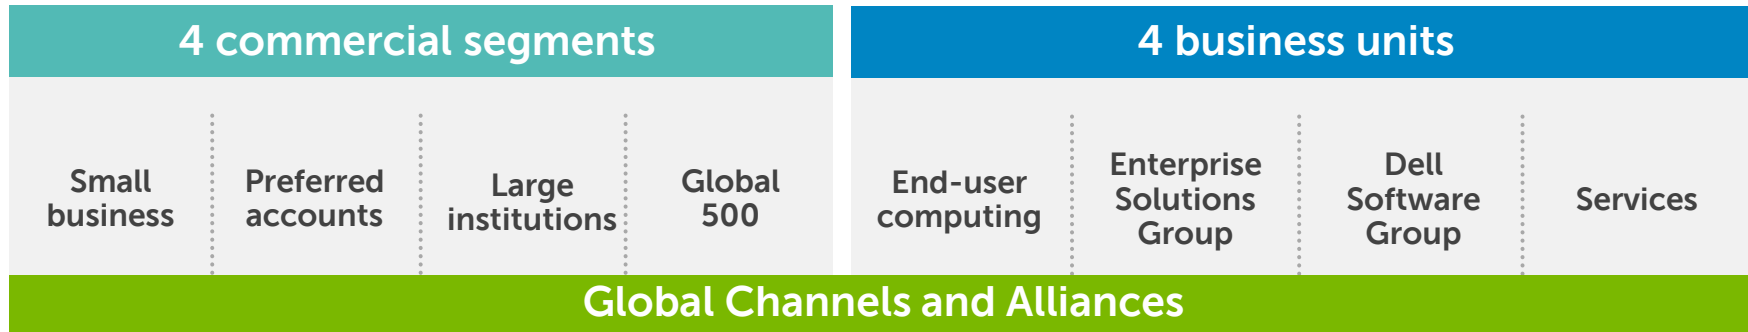 4 commercial segments
Small
business
Preferred
accounts
Large
institutions
Global
500
4 business units
End-user
computing
Enterprise
Solutions
Group
Dell
Software
Group
Services
Global Channels and Alliances